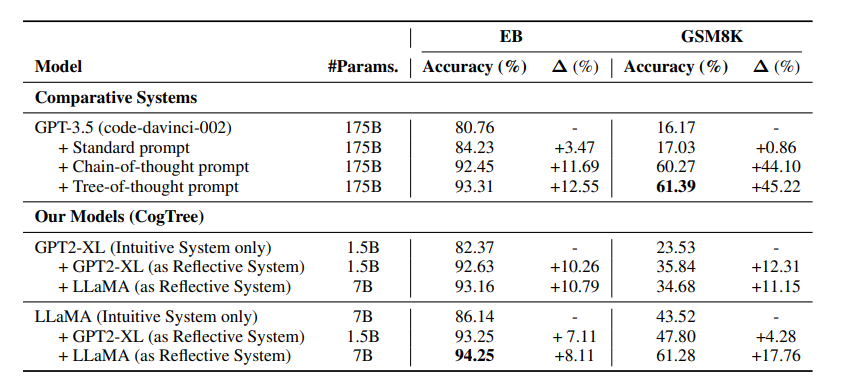 EB GSM8K
Model #Params. Accuracy (%) Δ (%) Accuracy (%) Δ (%)
Comparative Systems
GPT-3.5 (code-davinci-002) 175B 80.76 - 16.17 -
+ Standard prompt 175B 84.23 +3.47 17.03 +0.86
+ Chain-of-thought prompt 175B 92.45 +11.69 60.27 +44.10
+ Tree-of-thought prompt 175B 93.31 +12.55 61.39 +45.22
Our Models (CogTree)
GPT2-XL (Intuitive System only) 1.5B 82.37 - 23.53 -
+ GPT2-XL (as Reflective System) 1.5B 92.63 +10.26 35.84 +12.31
+ LLaMA (as Reflective System) 7B 93.16 +10.79 34.68 +11.15
LLaMA (Intuitive System only) 7B 86.14 - 43.52 -
+ GPT2-XL (as Reflective System) 1.5B 93.25 + 7.11 47.80 +4.28
+ LLaMA (as Reflective System) 7B 94.25 +8.11 61.28 +17.76